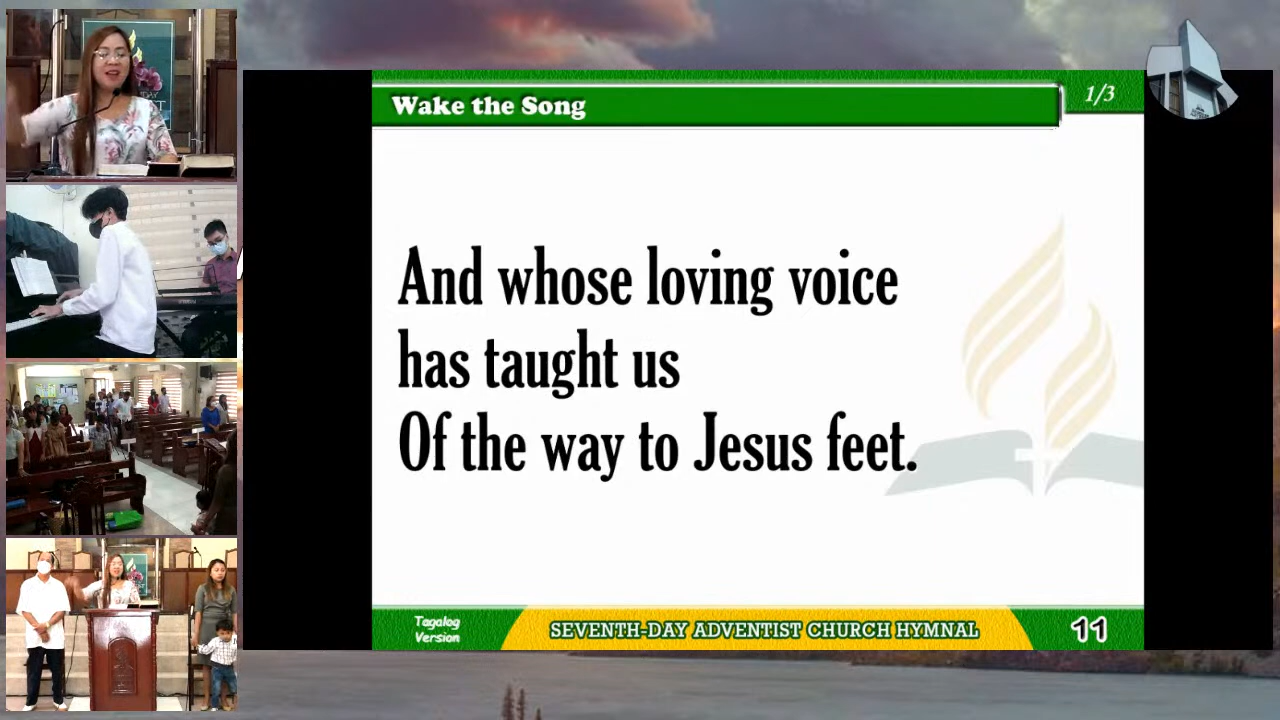 Wake the Song
1/3
And whose loving voice
has taught us
Of the way to Jesus feet.
Tagalog
Version
SEVENTH-DAY ADVENTIST CHURCH HYMNAL
11